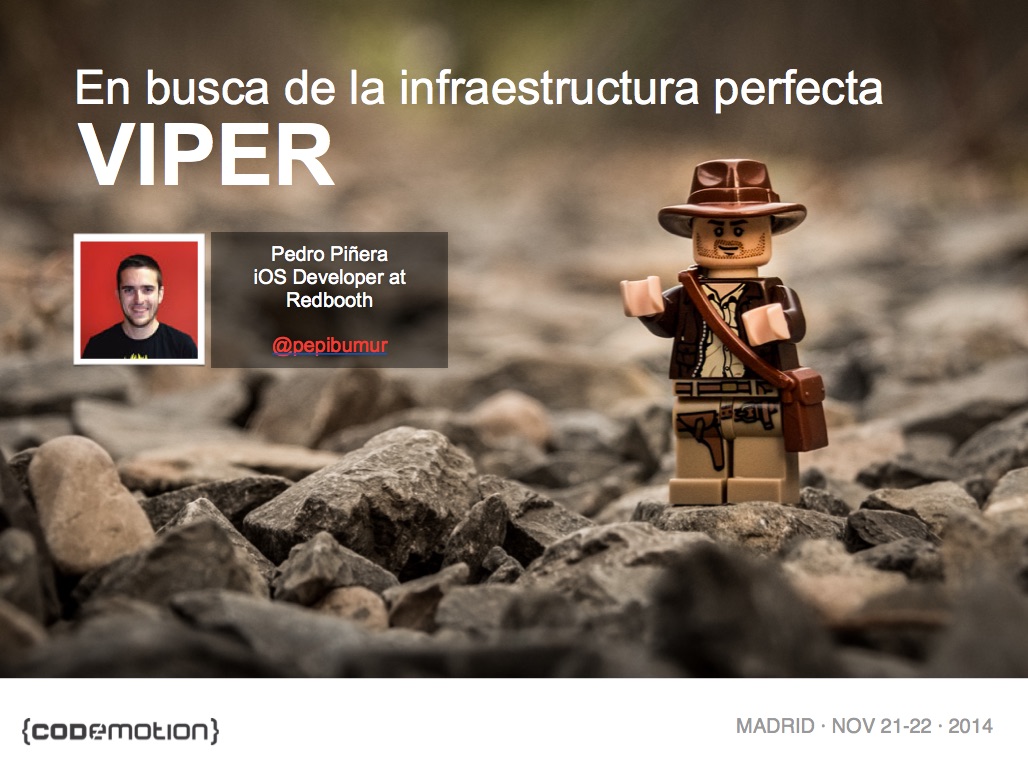 En busca de la infraestructura perfecta
VIPER
Pedro Piñera
iOS Developer at
Redbooth
@pepibumur
{codemotion}
MADRID · NOV 21-22 · 2014